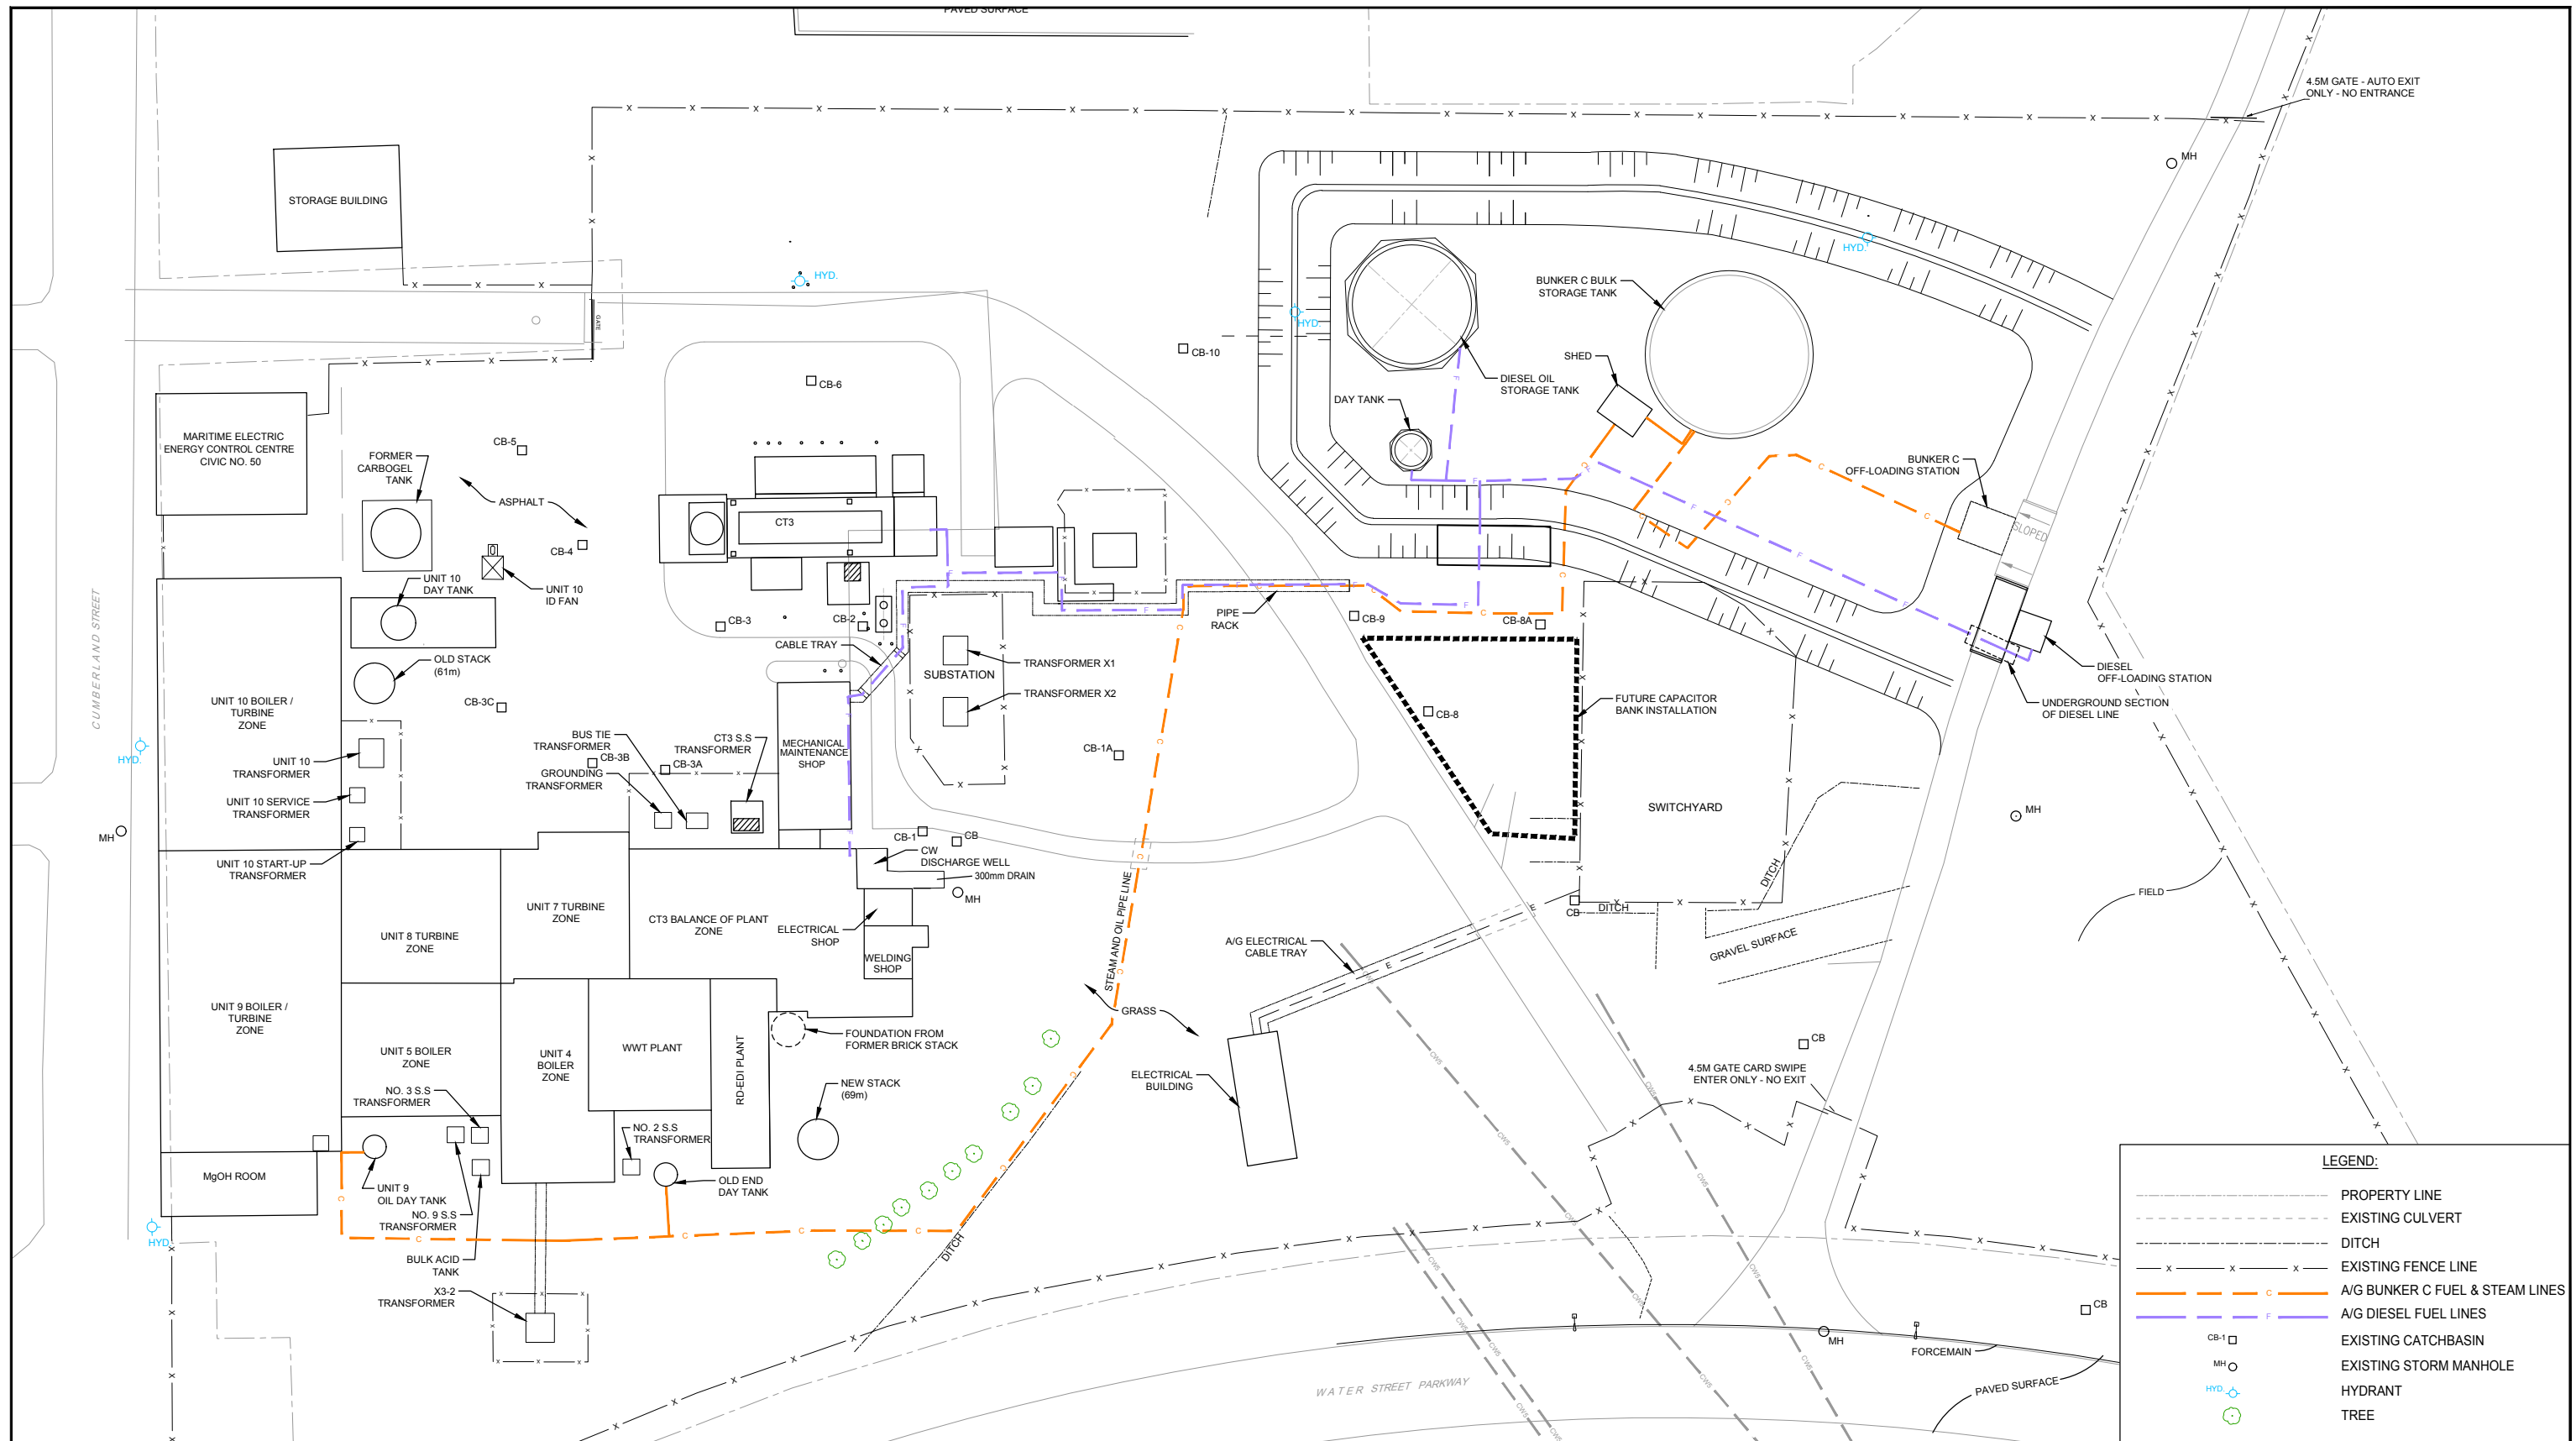 PAVED SURFACE
4.5M GATE - AUTO EXIT
ONLY - NO ENTRANCE
MH
STORAGE BUILDING
HYD.
HYD.
HYD.
GATE
BUNKER C BULK
STORAGE TANK
SHED
DIESEL OIL
STORAGE TANK
DAY TANK
CB-10
CB-6
MARITIME ELECTRIC
ENERGY CONTROL CENTRE
CIVIC NO. 50
FORMER
CARBOGEL
TANK
CB-5
ASPHALT
CB-4
CT3
BUNKER C
OFF-LOADING STATION
SLOPED
UNIT 10
DAY TANK
UNIT 10
ID FAN
CUMBERLAND STREET
CB-3
CB-2
CABLE TRAY
PIPE
RACK
CB-9
CB-8A
OLD STACK
(61m)
SUBSTATION
TRANSFORMER X1
TRANSFORMER X2
DIESEL
OFF-LOADING STATION
UNDERGROUND SECTION
OF DIESEL LINE
FUTURE CAPACITOR
BANK INSTALLATION
CB-8
CB-3C
UNIT 10 BOILER /
TURBINE
ZONE
BUS TIE
TRANSFORMER
CT3 S.S
TRANSFORMER
MECHANICAL
MAINTENANCE
SHOP
CB-1A
HYD.
UNIT 10
TRANSFORMER
CB-3B
CB-3A
GROUNDING
TRANSFORMER
UNIT 10 SERVICE
TRANSFORMER
SWITCHYARD
MH
MH
CB-1
CB
UNIT 10 START-UP
TRANSFORMER
CW
DISCHARGE WELL
300mm DRAIN
MH
DITCH
FIELD
UNIT 7 TURBINE
ZONE
CT3 BALANCE OF PLANT
ZONE
UNIT 8 TURBINE
ZONE
ELECTRICAL
SHOP
CB
DITCH
GRAVEL SURFACE
A/G ELECTRICAL
CABLE TRAY
WELLING
SHOP
STEAM AND OIL PIPE LINE
UNIT 9 BOILER /
TURBINE
ZONE
GRASS
FOUNDATION FROM
FORMER BRICK STACK
UNIT 5 BOILER
ZONE
UNIT 4
BOILER
ZONE
WWT PLANT
RD-EDI PLANT
CB
ELECTRICAL
BUILDING
4.5M GATE CARD SWIPE
ENTER ONLY - NO EXIT
NO. 3 S.S
TRANSFORMER
NEW STACK
(69m)
NO. 2 S.S
TRANSFORMER
MgOH ROOM
UNIT 9
OIL DAY TANK
OLD END
DAY TANK
NO. 9 S.S
TRANSFORMER
HYD.
BULK ACID
TANK
DITCH
X3-2
TRANSFORMER
CB
MH
FORCEMAIN
WATER STREET PARKWAY
PAVED SURFACE
LEGEND:
PROPERTY LINE
EXISTING CULVERT
DITCH
EXISTING FENCE LINE
A/G BUNKER C FUEL & STEAM LINES
A/G DIESEL FUEL LINES
CB-1 EXISTING CATCHBASIN
MH EXISTING STORM MANHOLE
HYD. HYDRANT
TREE